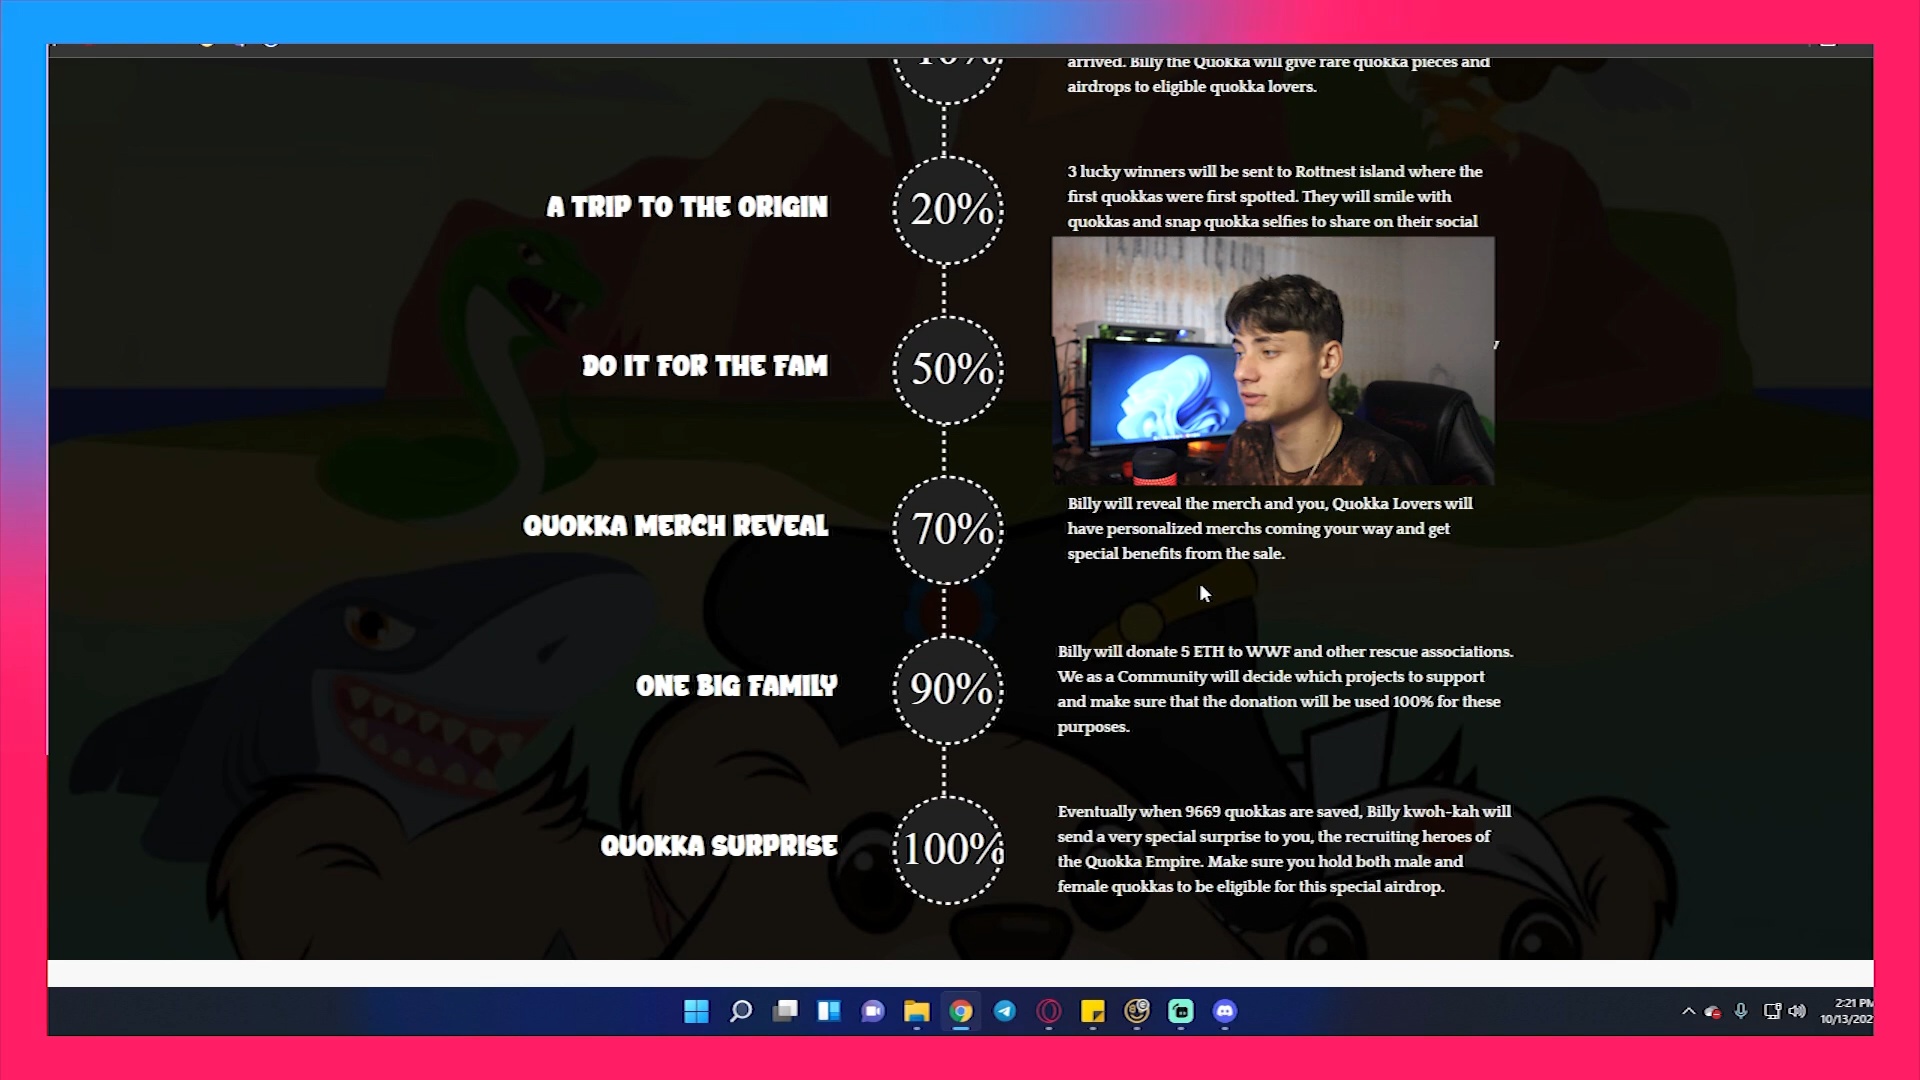 10%
arrived. Billy the Quokka will give rare quokka pieces and
airdrops to eligible quokka lovers.
A TRIP TO THE ORIGIN
20%
3 lucky winners will be sent to Rottnest island where the
first quokkas were first spotted. They will smile with
quokkas and snap quokka selfies to share on their social
DO IT FOR THE FAM
50%
QUOKKA MERCH REVEAL
70%
Billy will reveal the merch and you, Quokka Lovers will
have personalized merchs coming your way and get
special benefits from the sale.
ONE BIG FAMILY
90%
Billy will donate 5 ETH to WWF and other rescue associations.
We as a Community will decide which projects to support
and make sure that the donation will be used 100% for these
purposes.
QUOKKA SURPRISE
100%
Eventually when 9669 quokkas are saved, Billy kwoh-kah will
send a very special surprise to you, the recruiting heroes of
the Quokka Empire. Make sure you hold both male and
female quokkas to be eligible for this special airdrop.
2:21 PM
10/13/202